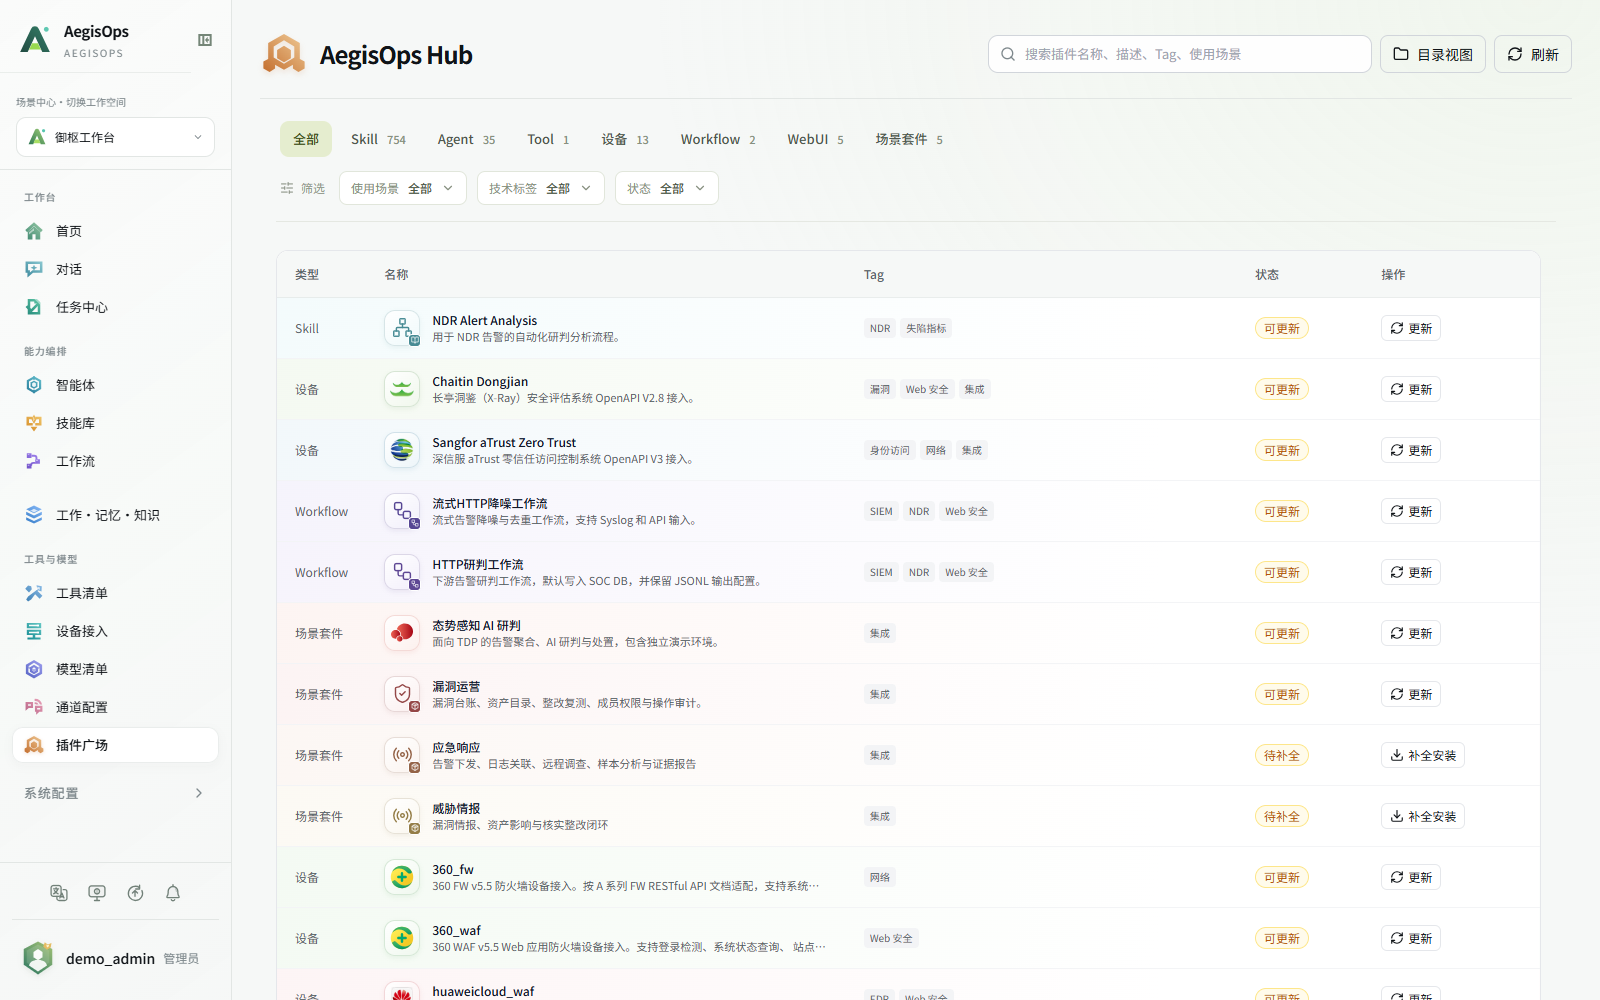 AegisOps
AEGISOPS
场景中心・切换工作空间
御枢工作台
工作台
首页
对话
任务中心
能力编排
智能体
技能库
工作流
工作・记忆・知识
工具与模型
工具清单
设备接入
模型清单
通道配置
插件广场
系统配置
demo_admin 管理员
AegisOps Hub
搜索插件名称、描述、Tag、使用场景
目录视图
刷新
全部 Skill 754 Agent 35 Tool 1 设备 13 Workflow 2 WebUI 5 场景套件 5
筛选 使用场景 全部 技术标签 全部 状态 全部
类型 名称 Tag 状态 操作
Skill NDR Alert Analysis NDR 失陷指标 可更新 更新
用于 NDR 告警的自动化研判分析流程。
设备 Chaitin Dongjian 漏洞 Web 安全 集成 可更新 更新
长亭洞鉴（X-Ray）安全评估系统 OpenAPI V2.8 接入。
设备 Sangfor aTrust Zero Trust 身份访问 网络 集成 可更新 更新
深信服 aTrust 零信任访问控制系统 OpenAPI V3 接入。
Workflow 流式HTTP降噪工作流 SIEM NDR Web 安全 可更新 更新
流式告警降噪与去重工作流，支持 Syslog 和 API 输入。
Workflow HTTP研判工作流 SIEM NDR Web 安全 可更新 更新
下游告警研判工作流，默认写入 SOC DB，并保留 JSONL 输出配置。
场景套件 态势感知 AI 研判 集成 可更新 更新
面向 TDP 的告警聚合、AI 研判与处置，包含独立演示环境。
场景套件 漏洞运营 集成 可更新 更新
漏洞台账、资产目录、整改复测、成员权限与操作审计。
场景套件 应急响应 集成 待补全 补全安装
告警下发、日志关联、远程调查、样本分析与证据报告
场景套件 威胁情报 集成 待补全 补全安装
漏洞情报、资产影响与核实整改闭环
设备 360_fw 网络 可更新 更新
360 FW v5.5 防火墙设备接入。按 A 系列 FW RESTful API 文档适配，支持系统…
设备 360_waf Web 安全 可更新 更新
360 WAF v5.5 Web 应用防火墙设备接入。支持登录检测、系统状态查询、 站点…
设备 huaweicloud_waf EDR Web 安全 可更新 更新